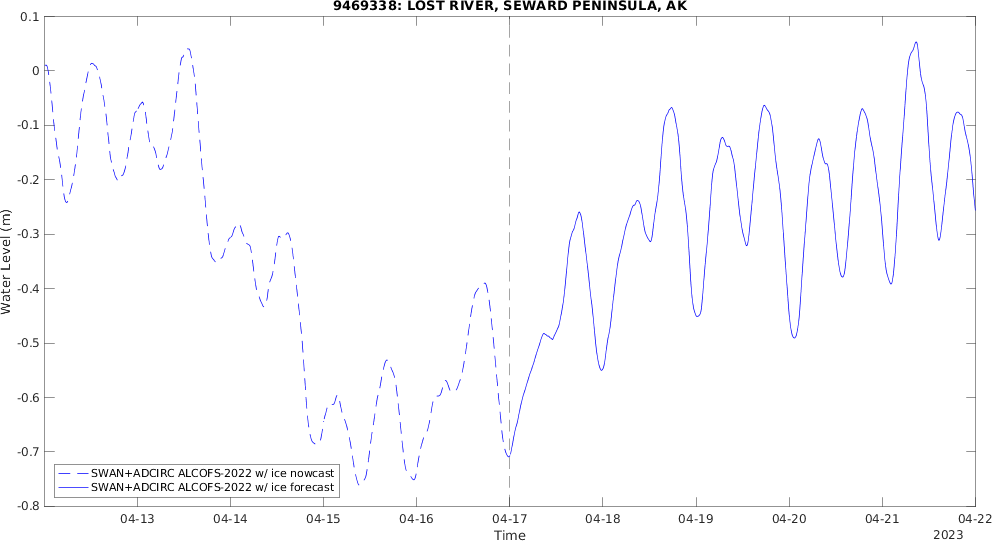 9469338: LOST RIVER, SEWARD PENINSULA, AK
Water Level (m)
0.1
0
-0.1
-0.2
-0.3
-0.4
-0.5
-0.6
-0.7
-0.8
SWAN+ADCIRC ALCOFS-2022 w/ ice nowcast
SWAN+ADCIRC ALCOFS-2022 w/ ice forecast
04-13 04-14 04-15 04-16 04-17 04-18 04-19 04-20 04-21 04-22
Time
2023